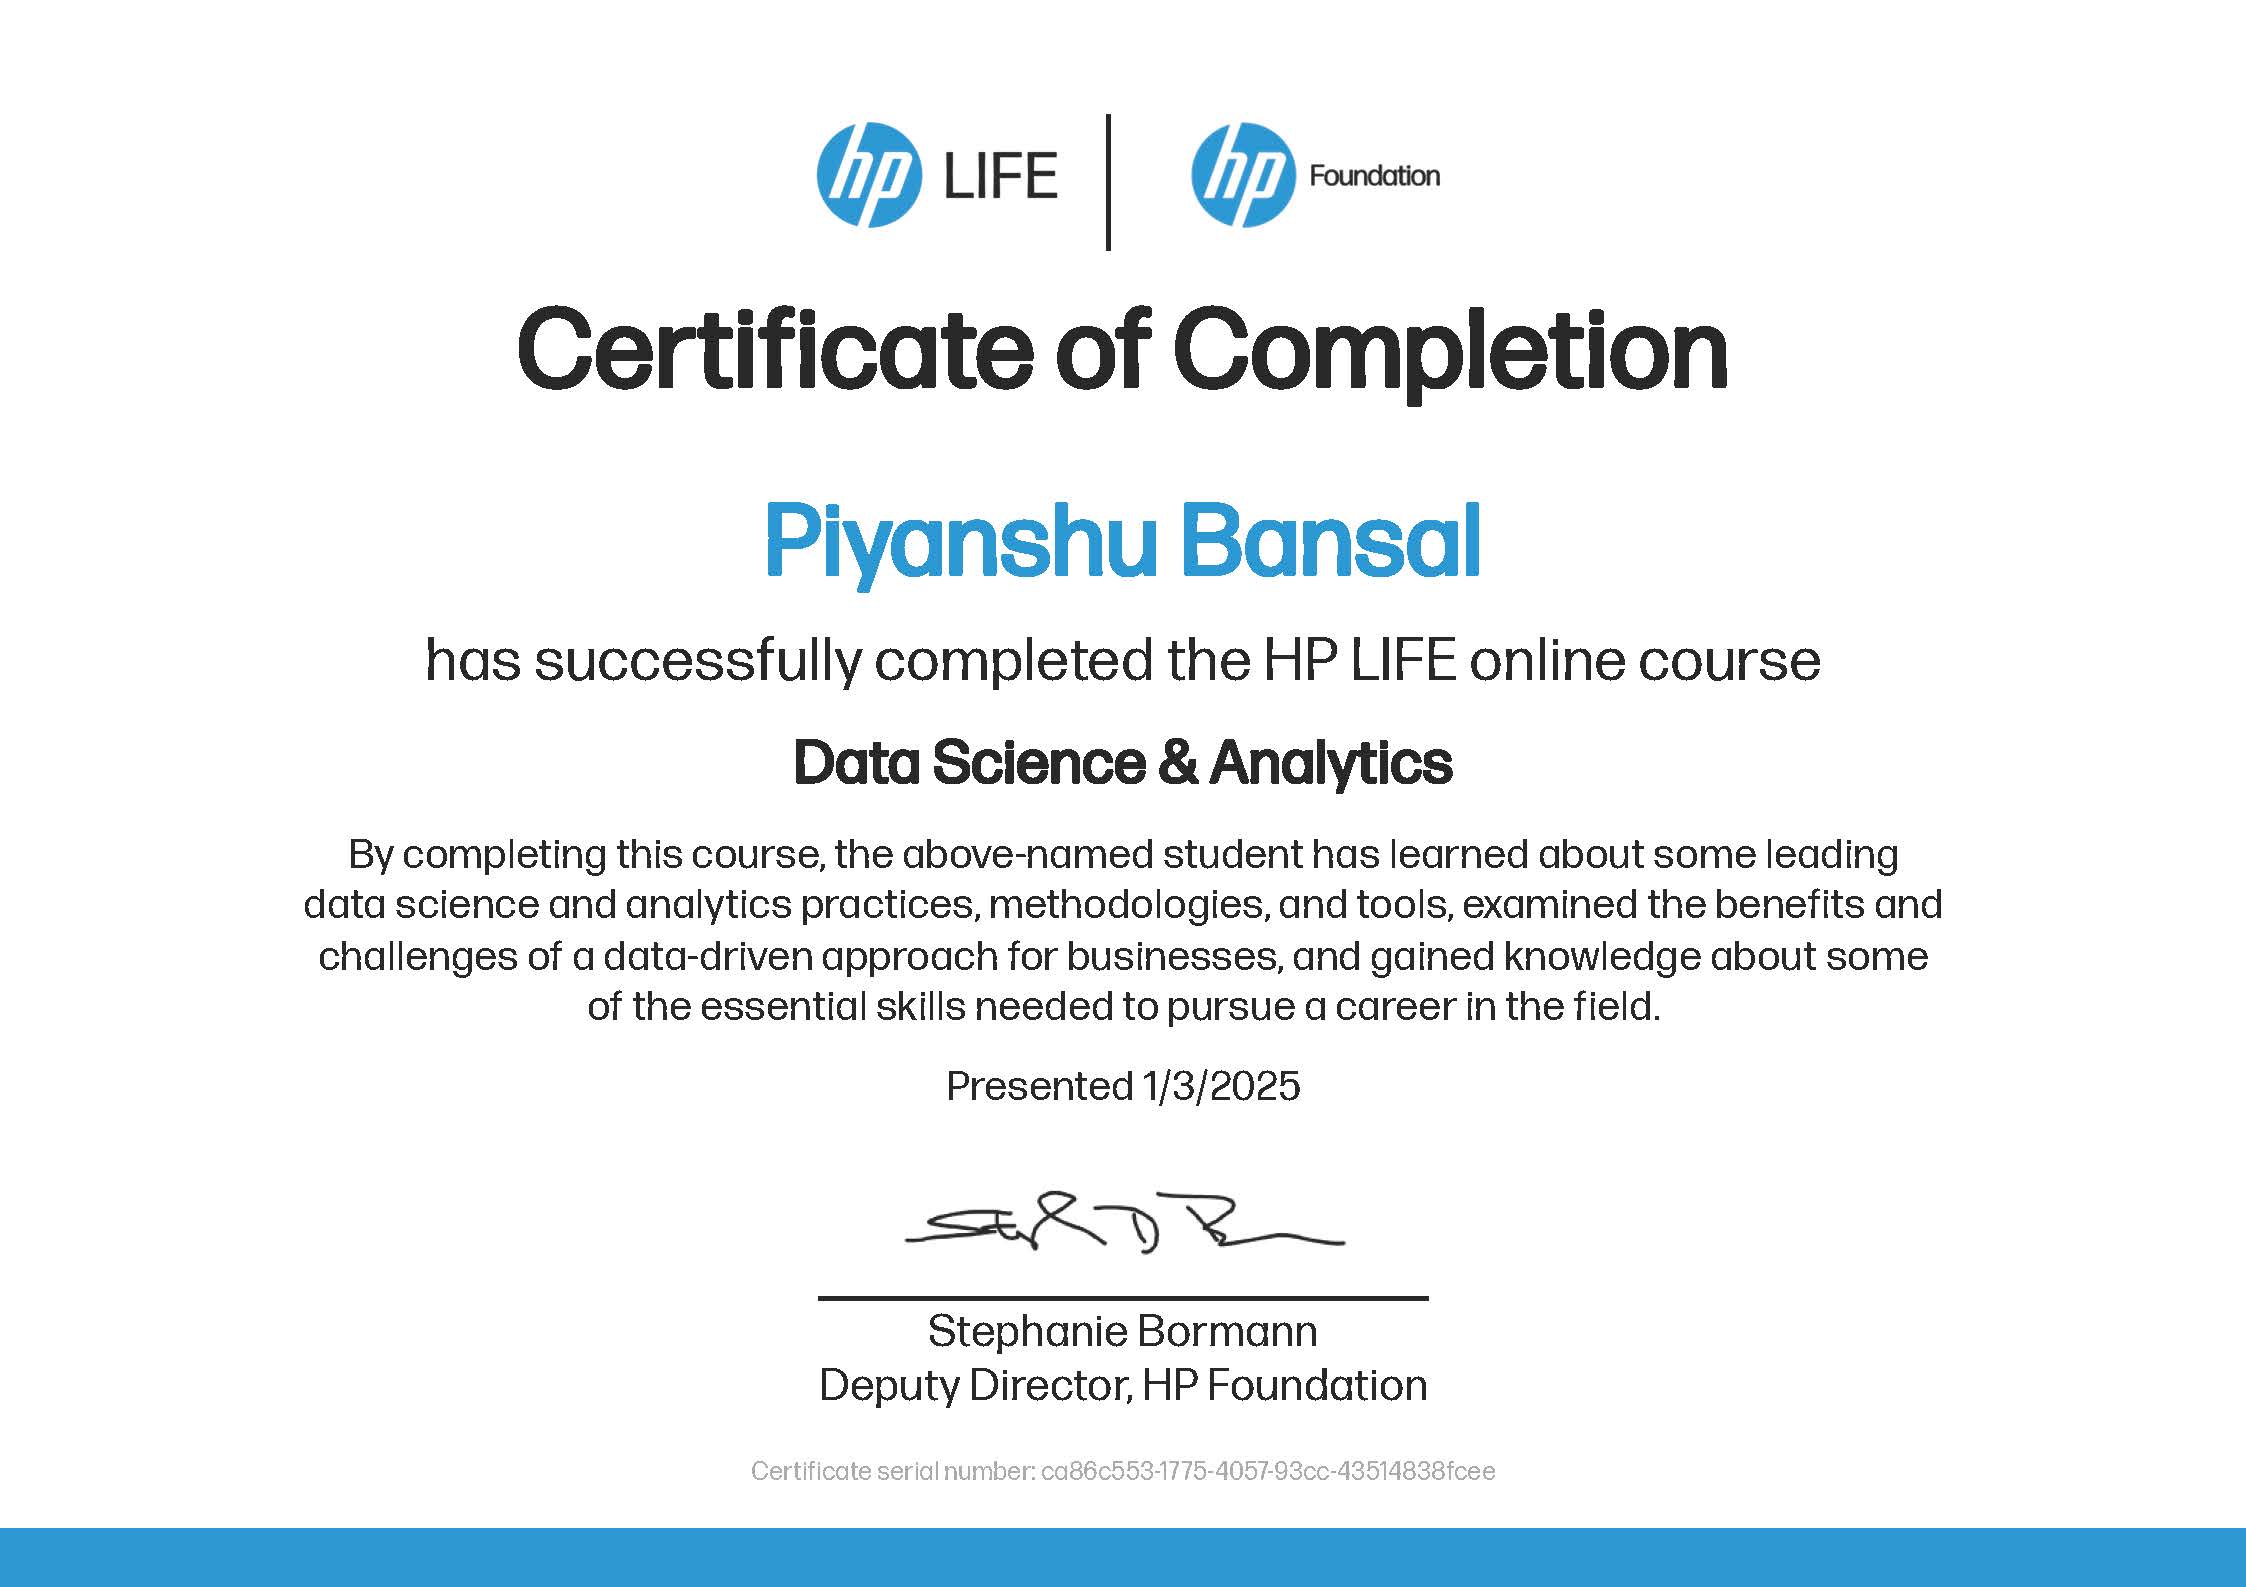 hp LIFE | hp Foundation
Certificate of Completion
Piyanshu Bansal
has successfully completed the HP LIFE online course
Data Science & Analytics
By completing this course, the above-named student has learned about some leading
data science and analytics practices, methodologies, and tools, examined the benefits and
challenges of a data-driven approach for businesses, and gained knowledge about some
of the essential skills needed to pursue a career in the field.
Presented 1/3/2025
Stephanie Bormann
Deputy Director, HP Foundation
Certificate serial number: ca86c553-1775-4057-93cc-43514838fcee